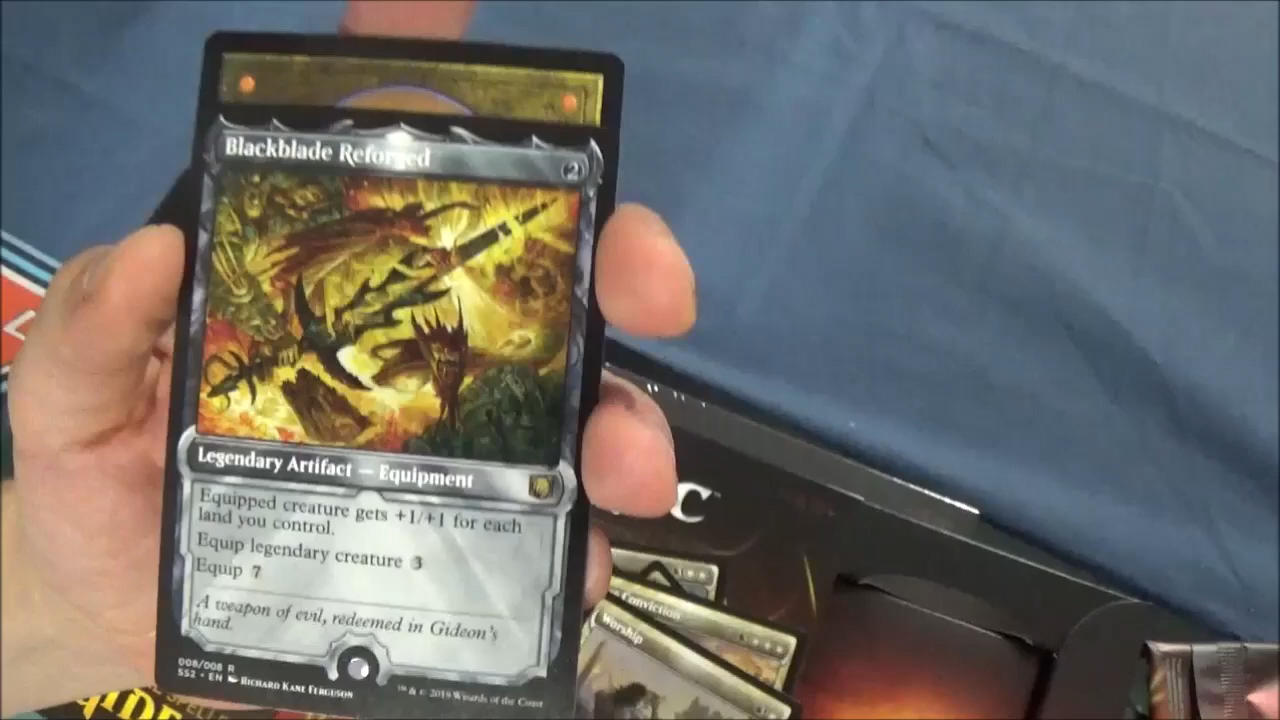 Blackblade Reforged 2
Legendary Artifact — Equipment
Equipped creature gets +1/+1 for each
land you control.
Equip legendary creature 3
Equip 7
A weapon of evil, redeemed in Gideon's
hand.
008/008 R
SS2 • EN RICHARD KANE FERGUSON
™ & © 2019 Wizards of the Coast
C
Conviction
Worship